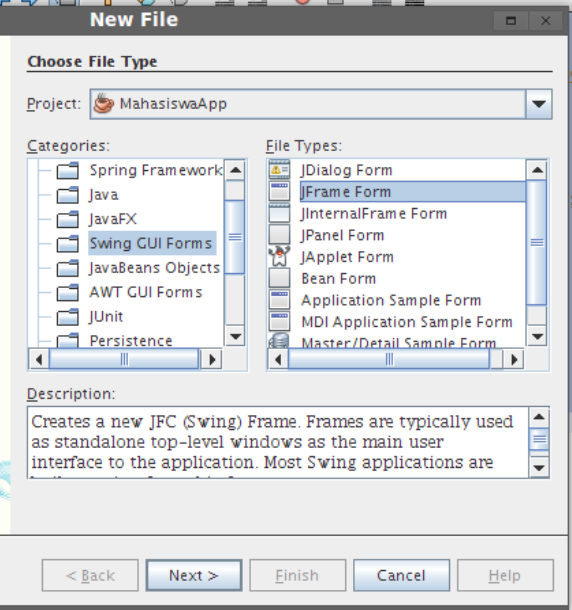 New File
Choose File Type
Project: MahasiswaApp
Categories:
Spring Framework
Java
JavaFX
Swing GUI Forms
JavaBeans Objects
AWT GUI Forms
JUnit
Persistence
File Types:
JDialog Form
JFrame Form
JInternalFrame Form
JPanel Form
JApplet Form
Bean Form
Application Sample Form
MDI Application Sample Form
Master/Detail Sample Form
Description:
Creates a new JFC (Swing) Frame. Frames are typically used
as standalone top-level windows as the main user
interface to the application. Most Swing applications are
< Back Next > Finish Cancel Help